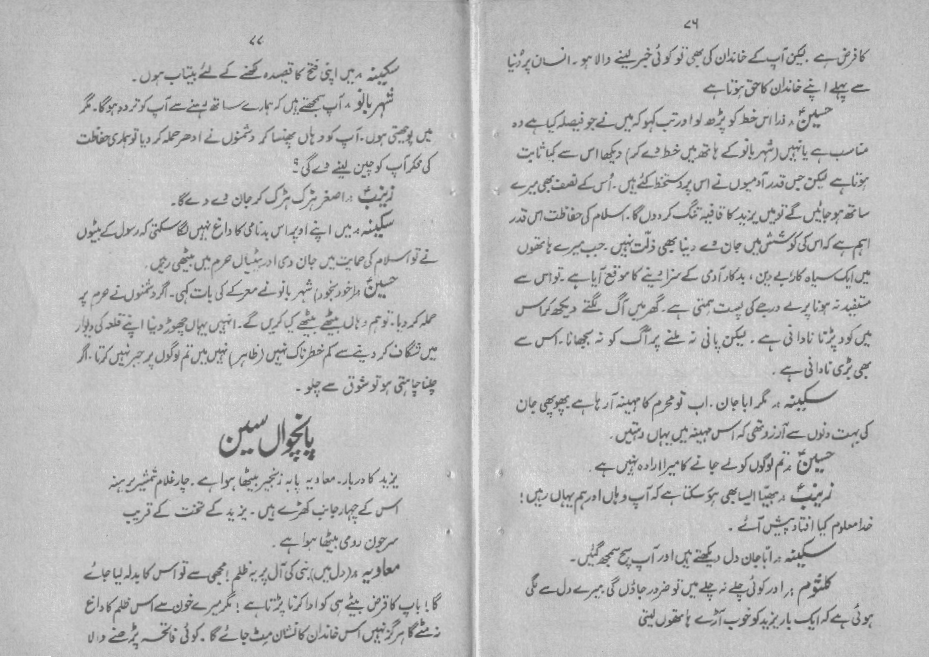 ۷۶
کا فرض ہے ۔ لیکن آپ کے خاندان کی بھی تو کوئی خبر لینے والا ہو ۔ انسان پر دُنیا
سے پہلے اپنے خاندان کا حق ہوتا ہے
حسینؑ :۔ ذرا اس خط کو پڑھ لو اور تب کہو کہ میں نے جو فیصلہ کیا ہے وہ
مناسب ہے یا نہیں (شہر بانو کے ہاتھ میں خط دے کر) دیکھا اس سے کیا ثابت
ہوتا ہے لیکن جس قدر آدمیوں نے اس پر دستخط کئے ہیں ۔ اُس کے نصف بھی میرے
ساتھ ہو جائیں گے تو میں یزید کا قافیہ تنگ کر دوں گا۔ اسلام کی حفاظت اس قدر
اہم ہے کہ اس کی کوشش میں جان دے دینا بھی ذلّت نہیں ۔ جب میرے ہاتھوں
میں ایک سیاہ کار، بے دین ، بدکار آدمی کے سزا دینے کا موقع آیا ہے ۔ تو اس سے
مستفید نہ ہونا پرلے درجے کی پست ہمتی ہے ۔ گھر میں آگ لگتے دیکھ کر اس
میں کود پڑنا نادانی ہے ۔ لیکن پانی نہ ملنے پر آگ کو نہ بجھانا ۔ اس سے
بھی بڑی نادانی ہے ۔
سکینہ :۔ مگر ابا جان ۔ اب تو محرم کا مہینہ آرہا ہے پھوپھی جان
کی بہت دنوں سے آرزو تھی کہ اس مہینہ میں یہاں رہتیں ۔
حسینؑ :۔ تم لوگوں کو لے جانے کا میرا ارادہ نہیں ہے ۔
زینبؑ :۔ بھیّا ایسا بھی ہو سکتا ہے کہ آپ وہاں اور ہم یہاں رہیں !
خدا معلوم کیا افتاد پیش آئے ۔
سکینہ :۔ ابا جان دل دیکھتے ہیں اور آپ سچ سمجھ گئیں ۔
کلثوم :۔ اور کوئی چلے نہ چلے میں تو ضرور جاؤں گی میرے دل سے لگی
ہوئی ہے کہ ایک بار یزید کو خوب آڑے ہاتھوں لیتی
۷۷
سکینہ :۔ میں اپنی فتح کا قصیدہ کہنے کے لئے بیتاب ہوں ۔
شہر بانو :۔ آپ سمجھتے ہیں کہ ہمارے ساتھ رہنے سے آپ کو تردد ہوگا ۔ مگر
میں پوچھتی ہوں ۔ آپ کو وہاں پھنسا کر دشمنوں نے ادھر حملہ کر دیا تو ہماری حفاظت
کی فکر آپ کو چین لینے دے گی ؟
زینبؑ :۔ اصغر ہڑک ہڑک کر جان دے دے گا ۔
سکینہ :۔ میں اپنے اوپر اس بدنامی کا داغ نہیں لگا سکتی کہ رسول کے بیٹوں
نے تو اسلام کی حمایت میں جان دی اور بیٹیاں حرم میں بیٹھی رہیں
حسینؑ :۔ (خود بخود) شہر بانو نے معرکے کی بات کہی ۔ اگر دشمنوں نے حرم پر
حملہ کر دیا ۔ تو ہم وہاں بیٹھے بیٹھے کیا کریں گے ۔ انہیں یہاں چھوڑ دینا اپنے قلعہ کی دیوار
میں شگاف کر دینے سے کم خطرناک نہیں (ظاہر) نہیں میں تم لوگوں پر جبر نہیں کرتا ۔ اگر
چلنا چاہتی ہو تو شوق سے چلو ۔
پانچواں سین
یزید کا دربار ۔ معاویہ پابہ زنجیر بیٹھا ہوا ہے ۔ چار غلام شمشیر برہنہ
اس کے چہار جانب کھڑے ہیں ۔ یزید کے تخت کے قریب
سرجون رومی بیٹھا ہوا ہے ۔
معاویہ :۔ (دل میں) نبی کی آل پر یہ ظلم ! مجھی سے تو اس کا بدلہ لیا جائے
گا ! باپ کا قرض بیٹے ہی کو ادا کرنا پڑتا ہے ! مگر میرے خون سے اس ظلم کا داغ
نہ مٹے گا ہرگز نہیں اس خاندان کا نشان مِٹ جائے گا ۔ کوئی فاتحہ پڑھنے والا